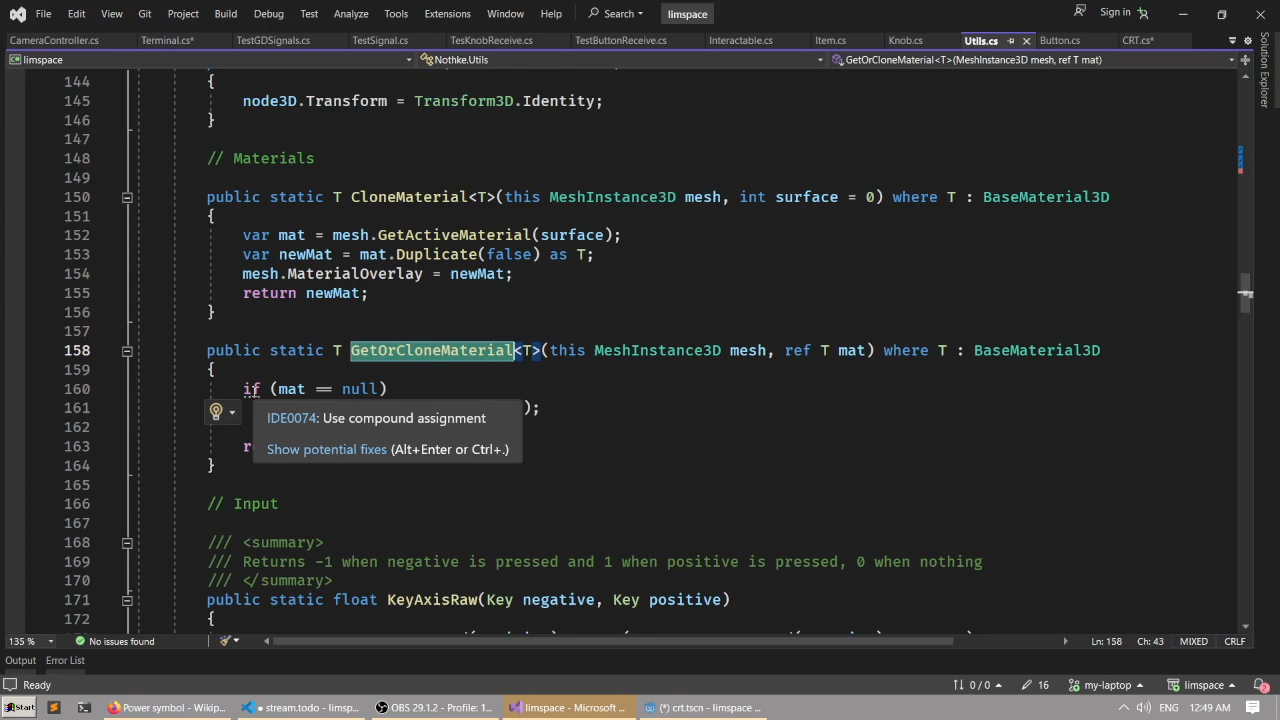 File Edit View Git Project Build Debug Test Analyze Tools Extensions Window Help Search limspace Sign in
CameraController.cs Terminal.cs* TestGDSignals.cs TestSignal.cs TesKnobReceive.cs TestButtonReceive.cs Interactable.cs Item.cs Knob.cs Utils.cs Button.cs CRT.cs*
limspace Nothke.Utils GetOrCloneMaterial<T>(MeshInstance3D mesh, ref T mat)
Solution Explorer
144 {
145 node3D.Transform = Transform3D.Identity;
146 }
147
148 // Materials
149
150 public static T CloneMaterial<T>(this MeshInstance3D mesh, int surface = 0) where T : BaseMaterial3D
151 {
152 var mat = mesh.GetActiveMaterial(surface);
153 var newMat = mat.Duplicate(false) as T;
154 mesh.MaterialOverlay = newMat;
155 return newMat;
156 }
157
158 public static T GetOrCloneMaterial<T>(this MeshInstance3D mesh, ref T mat) where T : BaseMaterial3D
159 {
160 if (mat == null)
161 );
IDE0074: Use compound assignment
162
163 re
Show potential fixes (Alt+Enter or Ctrl+.)
164 }
165
166 // Input
167
168 /// <summary>
169 /// Returns -1 when negative is pressed and 1 when positive is pressed, 0 when nothing
170 /// </summary>
171 public static float KeyAxisRaw(Key negative, Key positive)
172 {
135 % No issues found Ln: 158 Ch: 43 MIXED CRLF
Output Error List
Ready 0 / 0 16 my-laptop limspace 2
Start Power symbol - Wikip... ● stream.todo - limsp... OBS 29.1.2 - Profile: 1... limspace - Microsoft ... (*) crt.tscn - limspace ... ENG 12:49 AM